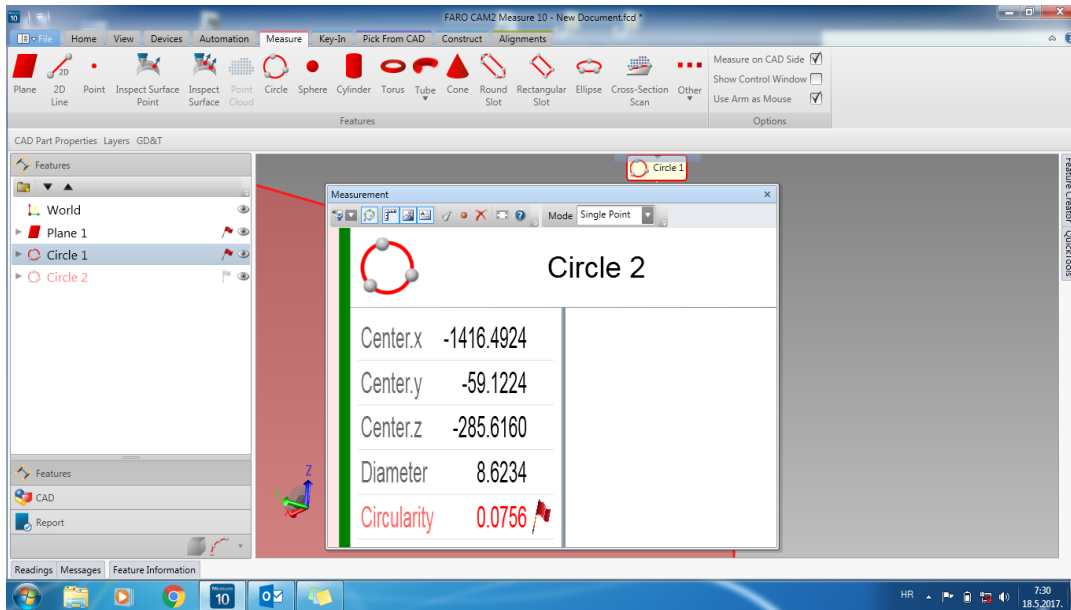 10
FARO CAM2 Measure 10 - New Document.fcd *
File Home View Devices Automation Measure Key-In Pick From CAD Construct Alignments
Plane
2D
2D Line
Point
Inspect Surface Point
Inspect Surface
Point Cloud
Circle
Sphere
Cylinder
Torus
Tube
Cone
Round Slot
Rectangular Slot
Ellipse
Cross-Section Scan
Other
Measure on CAD Side
Show Control Window
Use Arm as Mouse
Features
Options
CAD Part Properties Layers GD&T
Features
World
Plane 1
Circle 1
Circle 2
Features
CAD
Report
Readings Messages Feature Information
Circle 1
Z
Measurement
Mode Single Point
Circle 2
Center.x -1416.4924
Center.y -59.1224
Center.z -285.6160
Diameter 8.6234
Circularity 0.0756
Feature Creator
QuickTools
Measure
10
HR
7:30
18.5.2017.